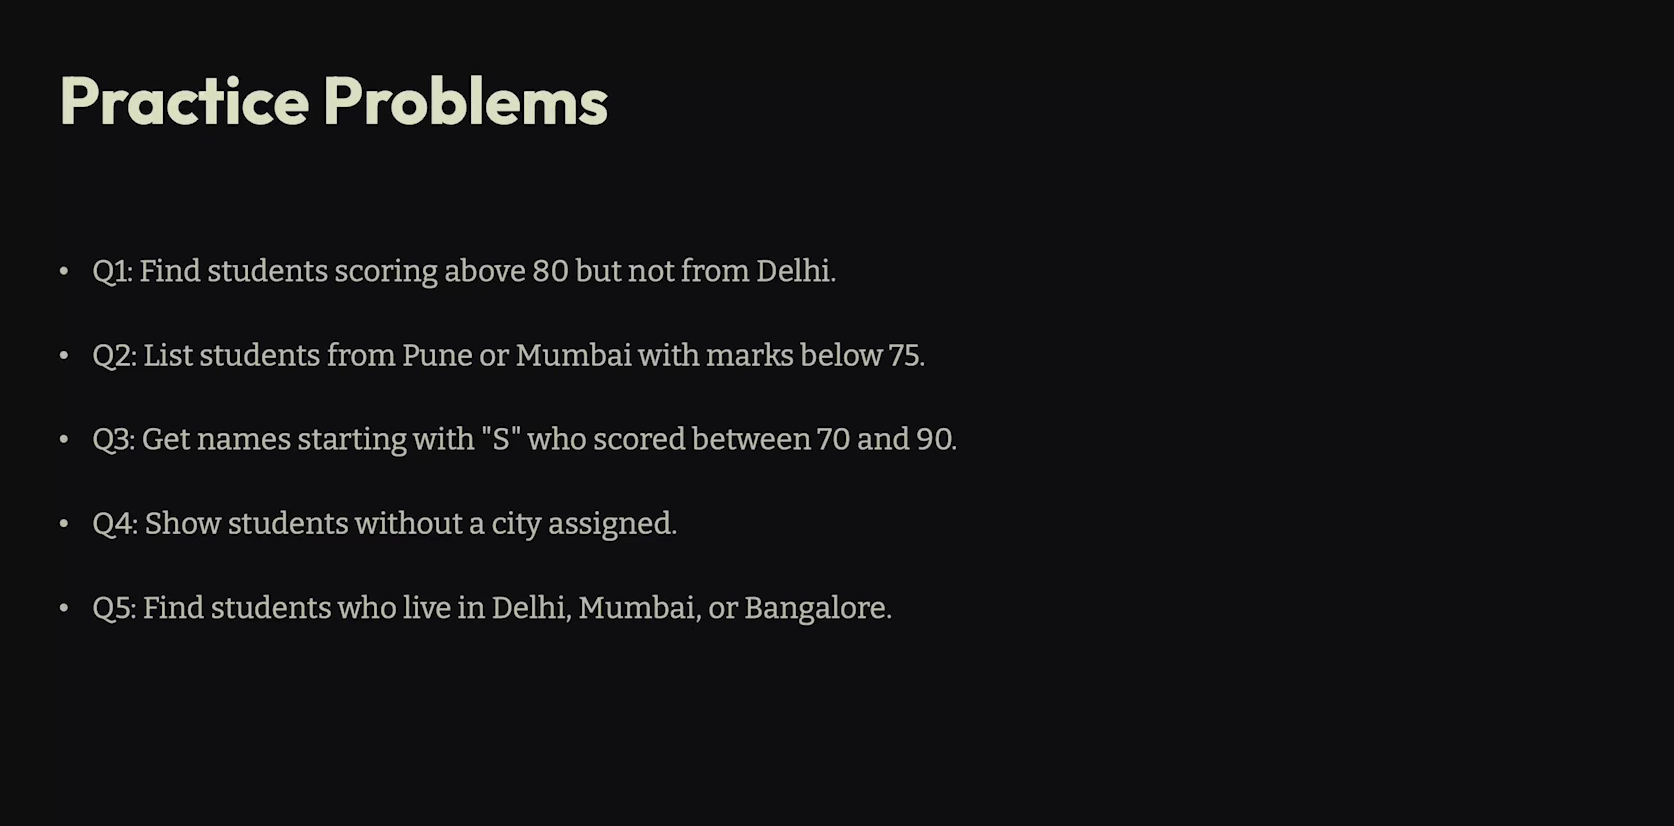 Practice Problems
• Q1: Find students scoring above 80 but not from Delhi.
• Q2: List students from Pune or Mumbai with marks below 75.
• Q3: Get names starting with "S" who scored between 70 and 90.
• Q4: Show students without a city assigned.
• Q5: Find students who live in Delhi, Mumbai, or Bangalore.